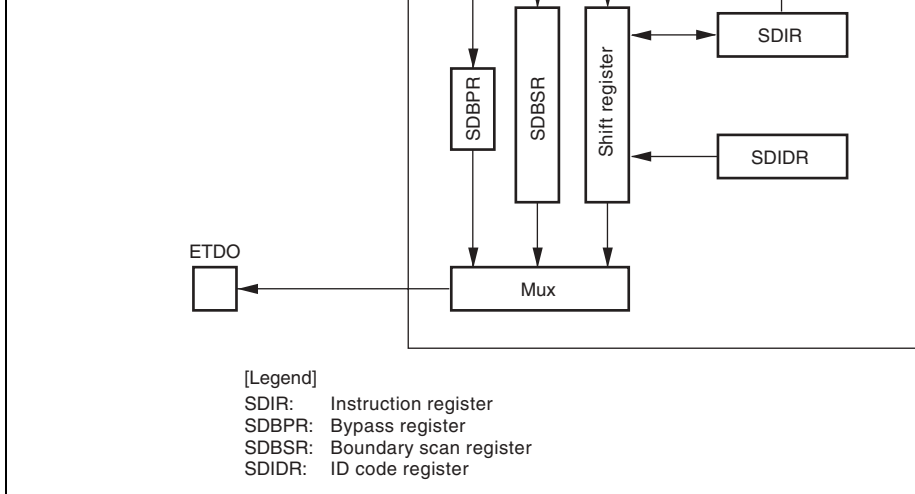 SDIR
SDBPR
SDBSR
Shift register
SDIDR
ETDO
Mux
[Legend]
SDIR: Instruction register
SDBPR: Bypass register
SDBSR: Boundary scan register
SDIDR: ID code register